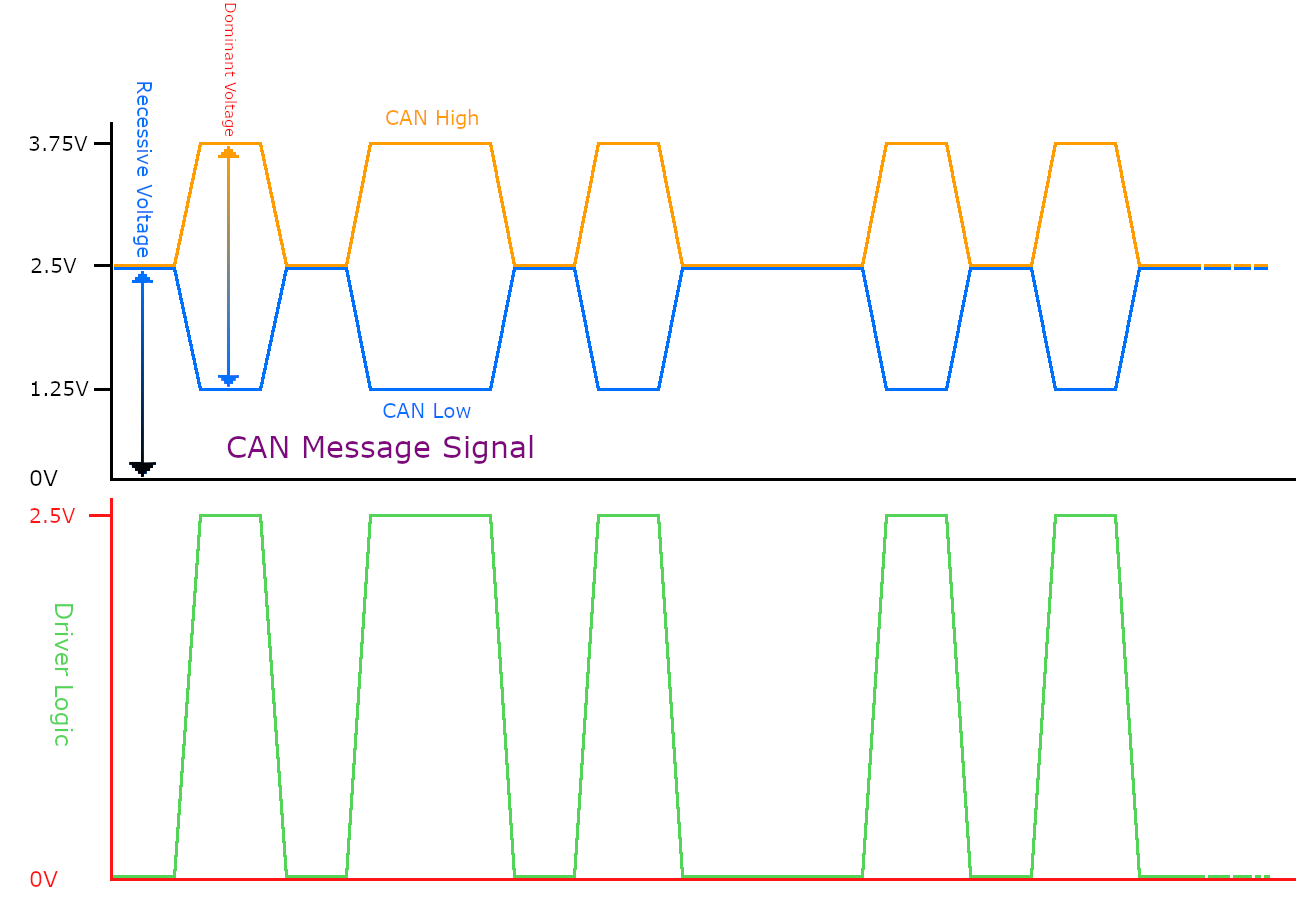 Dominant Voltage
Recessive Voltage
CAN High
3.75V
2.5V
1.25V
CAN Low
CAN Message Signal
0V
2.5V
Driver Logic
0V